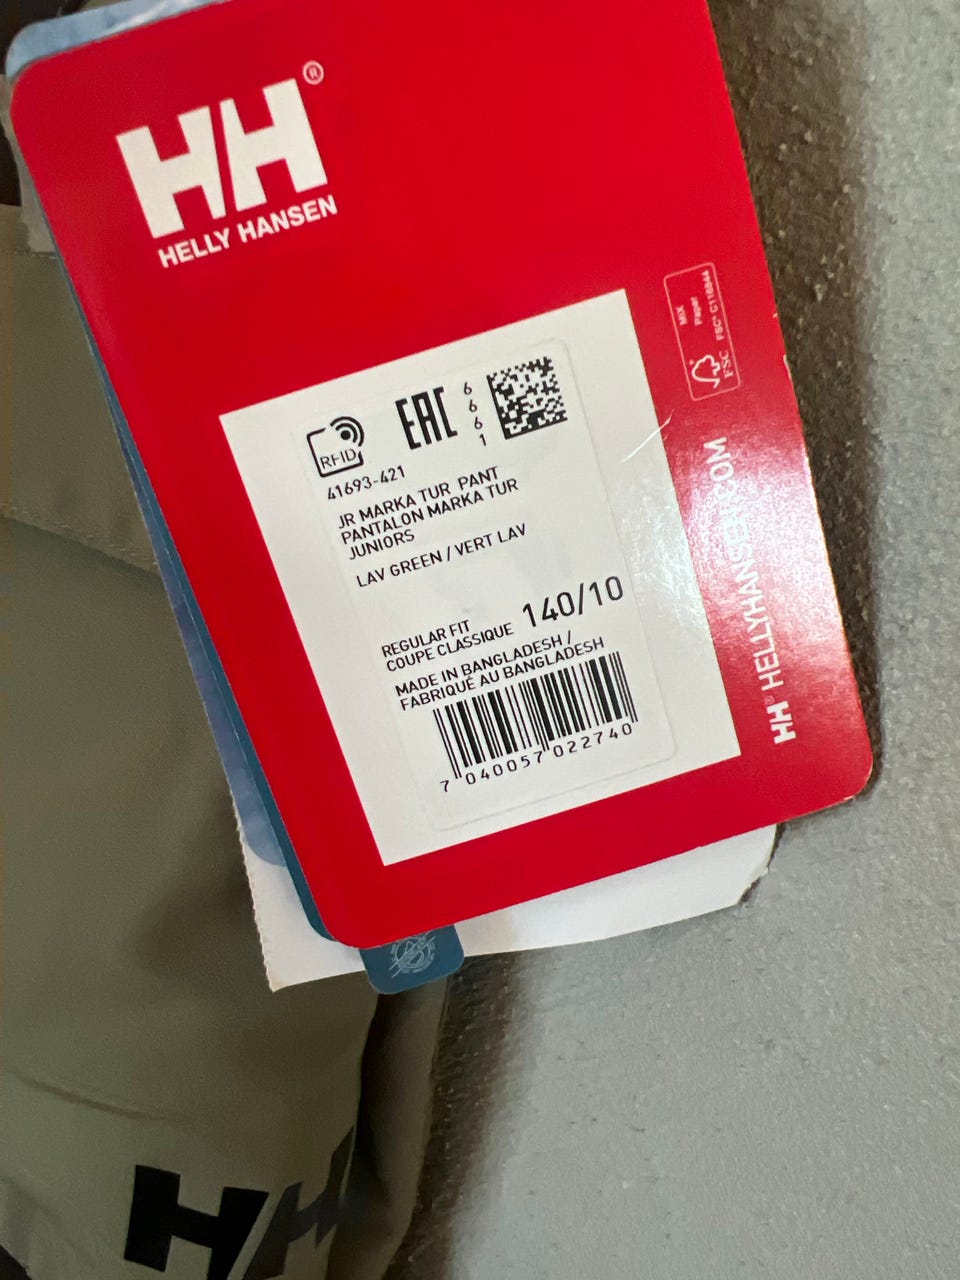 HH®
HELLY HANSEN
MIX
Paper
FSC® C116844
FSC
RFID
EAC
6
6
6
1
41693-421
JR MARKA TUR PANT
PANTALON MARKA TUR
JUNIORS
LAV GREEN / VERT LAV
REGULAR FIT
COUPE CLASSIQUE 140/10
MADE IN BANGLADESH /
FABRIQUÉ AU BANGLADESH
7 040057 022740
HH® HELLYHANSEN.COM
HH